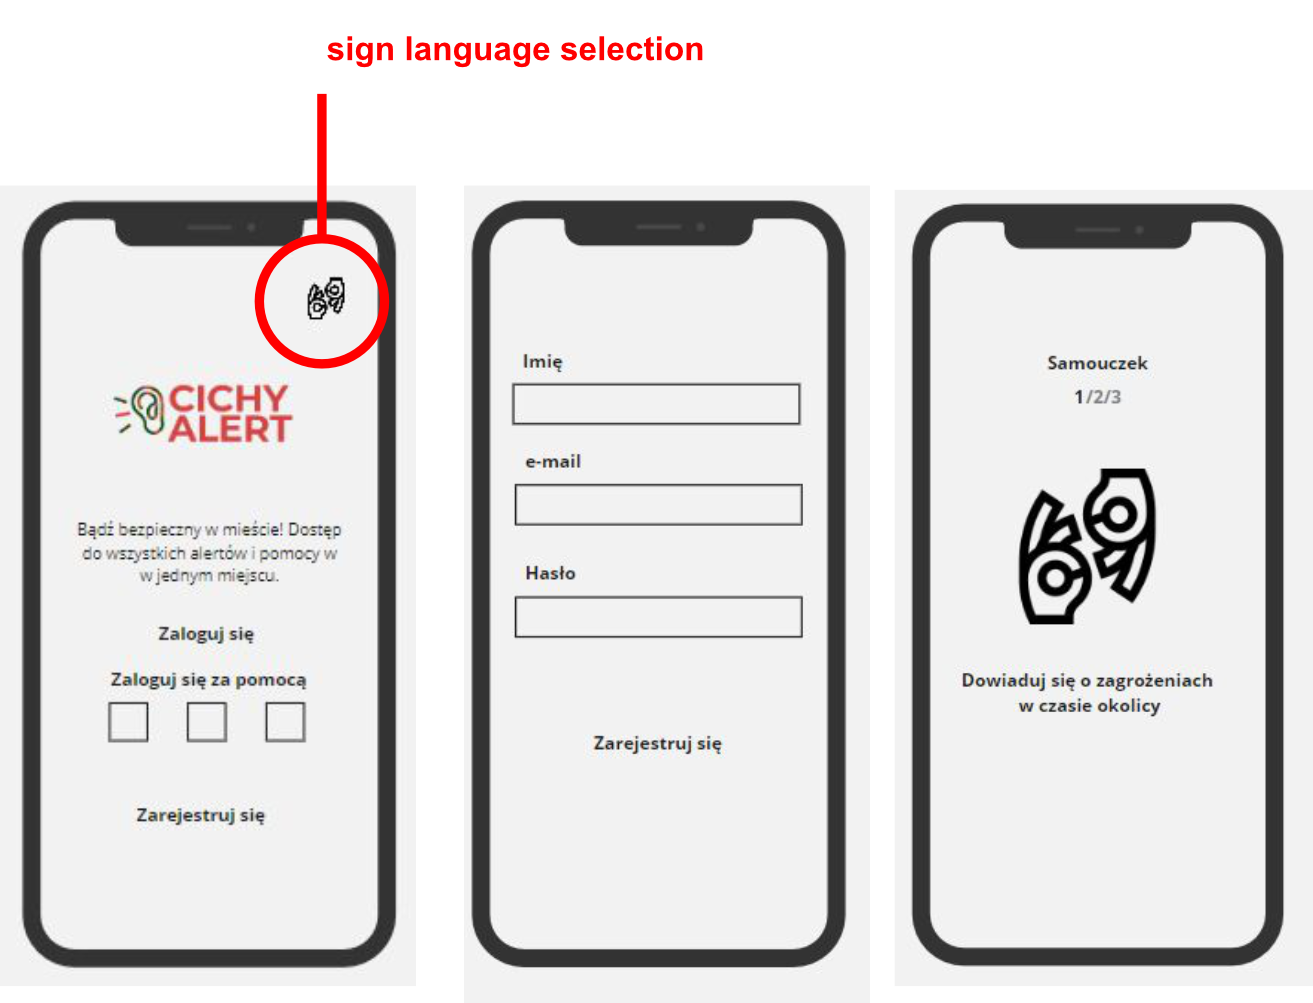 sign language selection
CICHY
ALERT
Bądź bezpieczny w mieście! Dostęp
do wszystkich alertów i pomocy w
w jednym miejscu.
Zaloguj się
Zaloguj się za pomocą
Zarejestruj się
Imię
e-mail
Hasło
Zarejestruj się
Samouczek
1/2/3
Dowiaduj się o zagrożeniach
w czasie okolicy